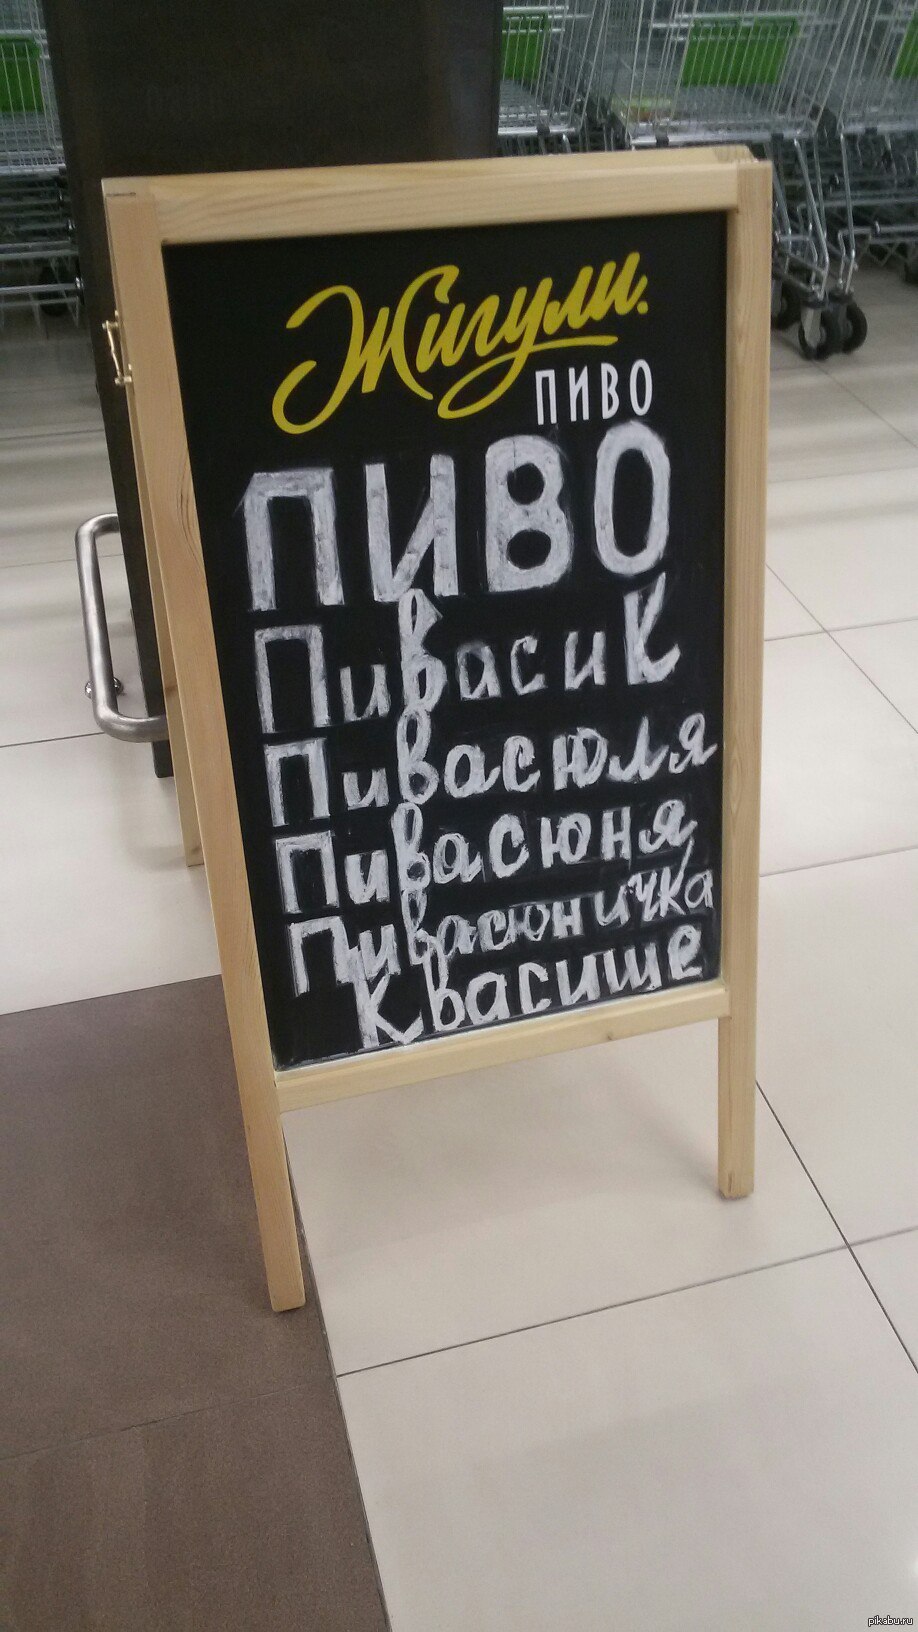 Жигули.
ПИВО
ПИВО
Пивасик
Пивасюля
Пивасюня
Пивасюничка
Квасище
pikabu.ru